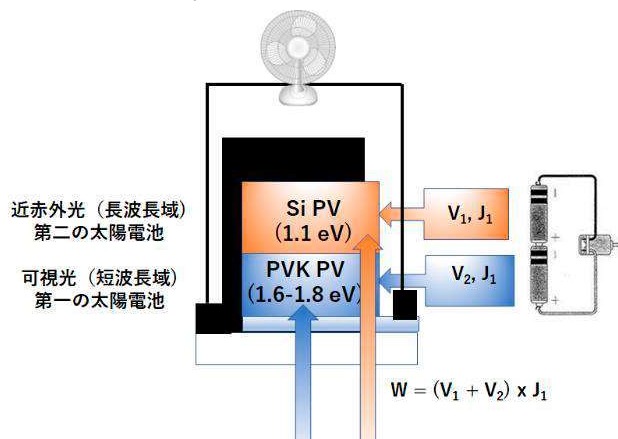 近赤外光（長波長域）
第二の太陽電池
可視光（短波長域）
第一の太陽電池
Si PV
(1.1 eV)
PVK PV
(1.6-1.8 eV)
V₁, J₁
V₂, J₁
W = (V₁ + V₂) x J₁